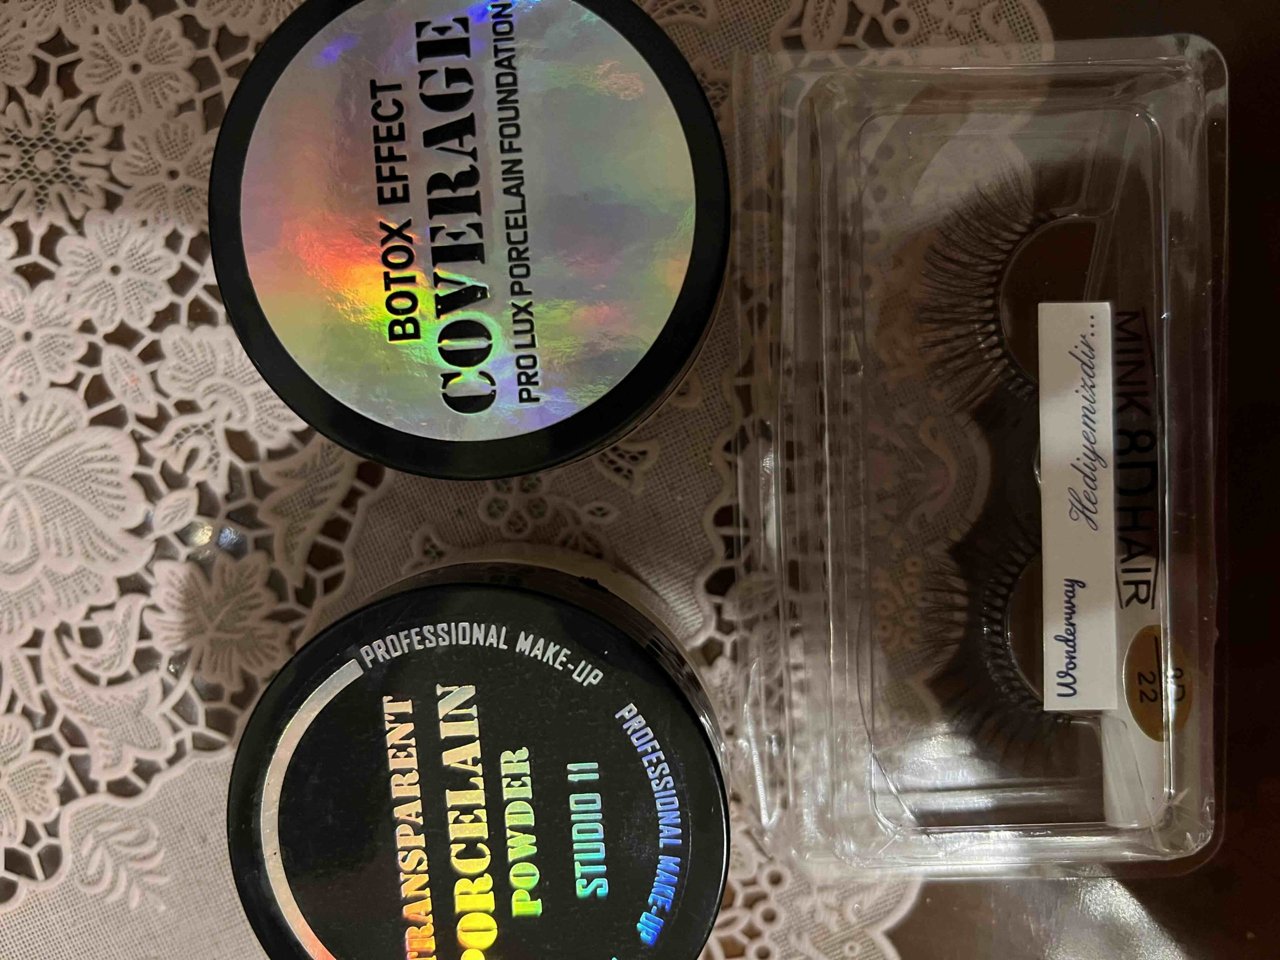 BOTOX EFFECT
COVERAGE
PRO LUX PORCELAIN FOUNDATION
PROFESSIONAL MAKE-UP
TRANSPARENT
PORCELAIN
POWDER
STUDIO 11
PROFESSIONAL MAKE-UP
Wonderway Hediyemizdir...
MINK 8D HAIR
22